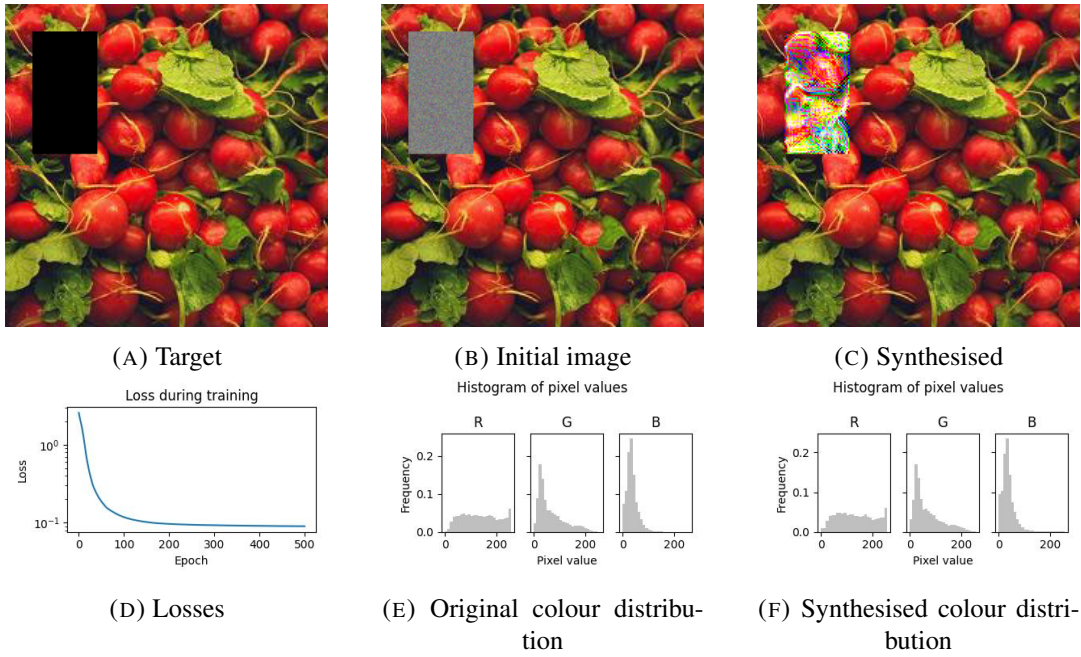 (A) Target
(B) Initial image
(C) Synthesised
Loss during training
Loss
10⁰
10⁻¹
0 100 200 300 400 500
Epoch
Histogram of pixel values
R G B
Frequency
0.2
0.1
0.0
0 200 0 200 0 200
Pixel value
Histogram of pixel values
R G B
Frequency
0.2
0.1
0.0
0 200 0 200 0 200
Pixel value
(D) Losses
(E) Original colour distribu-
tion
(F) Synthesised colour distri-
bution